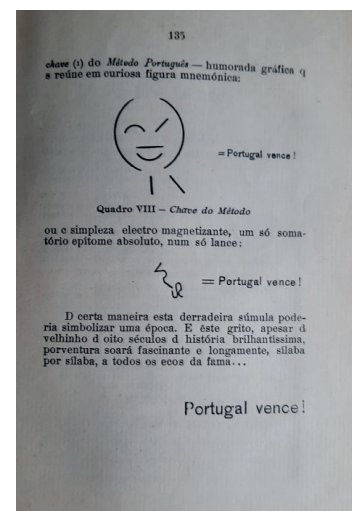 135
chave (1) do Método Português — humorada gráfica q
a reúne em curiosa figura mnemónica:
= Portugal vence !
Quadro VIII — Chave do Método
ou c simpleza electro magnetizante, um só soma-
tório epitome absoluto, num só lance :
= Portugal vence !
D certa maneira esta derradeira súmula pode-
ria simbolizar uma época. E êste grito, apesar d
velhinho d oito séculos d história brilhantíssima,
porventura soará fascinante e longamente, sílaba
por sílaba, a todos os ecos da fama...
Portugal vence!